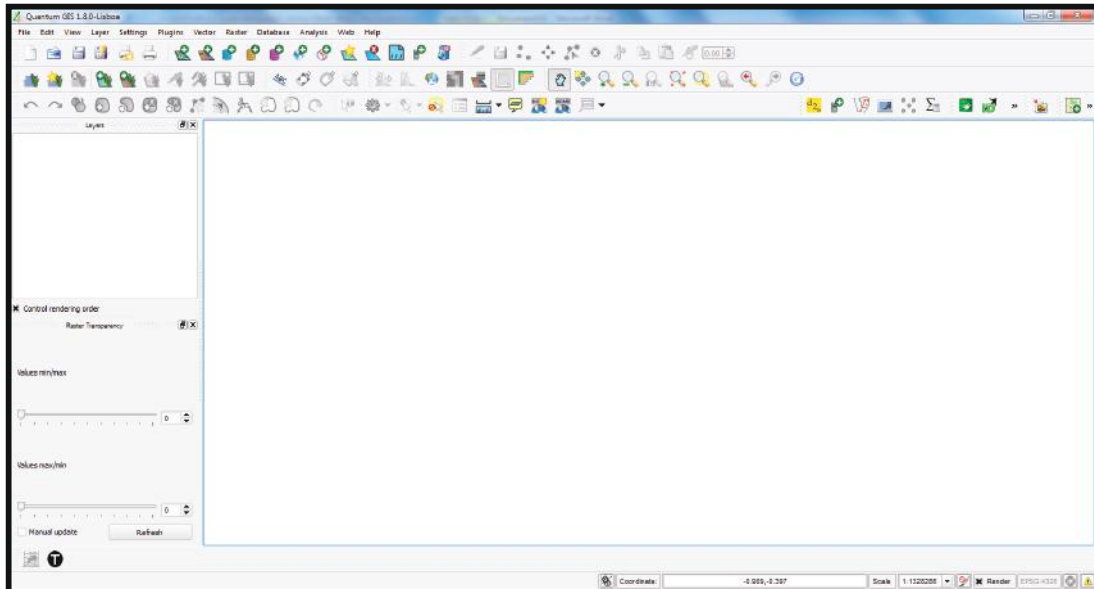 Quantum GIS 1.8.0-Lisboa
File Edit View Layer Settings Plugins Vector Raster Database Analysis Web Help
0.00
Layers
Control rendering order
Raster Transparency
Values min/max
0
Values max/min
0
Manual update Refresh
T
Coordinate: Scale Render